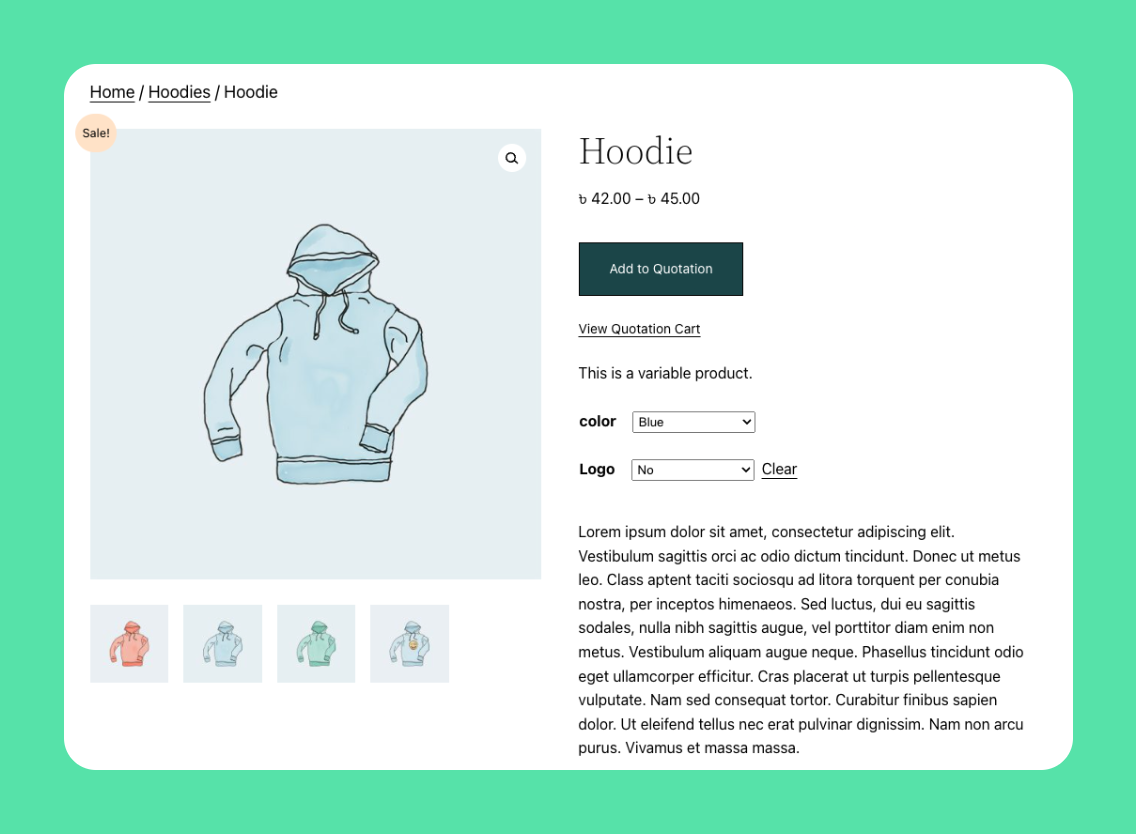 Home / Hoodies / Hoodie
Sale!
Hoodie
৳ 42.00 – ৳ 45.00
Add to Quotation
View Quotation Cart
This is a variable product.
color Blue
Logo No Clear
Lorem ipsum dolor sit amet, consectetur adipiscing elit.
Vestibulum sagittis orci ac odio dictum tincidunt. Donec ut metus
leo. Class aptent taciti sociosqu ad litora torquent per conubia
nostra, per inceptos himenaeos. Sed luctus, dui eu sagittis
sodales, nulla nibh sagittis augue, vel porttitor diam enim non
metus. Vestibulum aliquam augue neque. Phasellus tincidunt odio
eget ullamcorper efficitur. Cras placerat ut turpis pellentesque
vulputate. Nam sed consequat tortor. Curabitur finibus sapien
dolor. Ut eleifend tellus nec erat pulvinar dignissim. Nam non arcu
purus. Vivamus et massa massa.